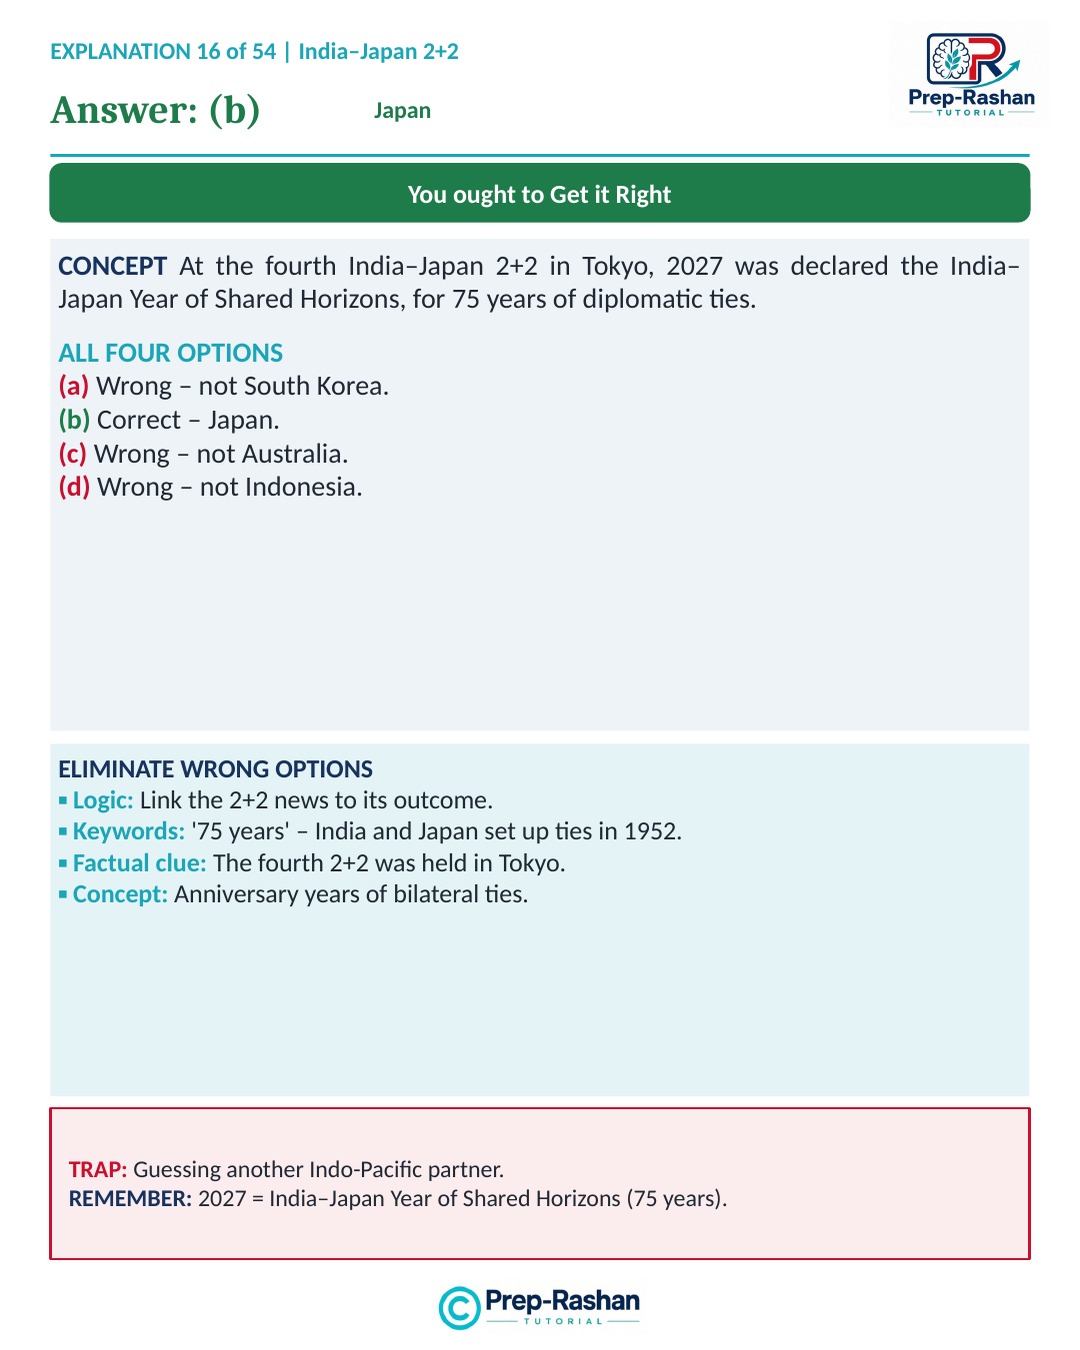 EXPLANATION 16 of 54 | India–Japan 2+2
Prep-Rashan
TUTORIAL
Answer: (b) Japan
You ought to Get it Right
CONCEPT At the fourth India–Japan 2+2 in Tokyo, 2027 was declared the India–
Japan Year of Shared Horizons, for 75 years of diplomatic ties.
ALL FOUR OPTIONS
(a) Wrong – not South Korea.
(b) Correct – Japan.
(c) Wrong – not Australia.
(d) Wrong – not Indonesia.
ELIMINATE WRONG OPTIONS
▪ Logic: Link the 2+2 news to its outcome.
▪ Keywords: '75 years' – India and Japan set up ties in 1952.
▪ Factual clue: The fourth 2+2 was held in Tokyo.
▪ Concept: Anniversary years of bilateral ties.
TRAP: Guessing another Indo-Pacific partner.
REMEMBER: 2027 = India–Japan Year of Shared Horizons (75 years).
© Prep-Rashan
TUTORIAL